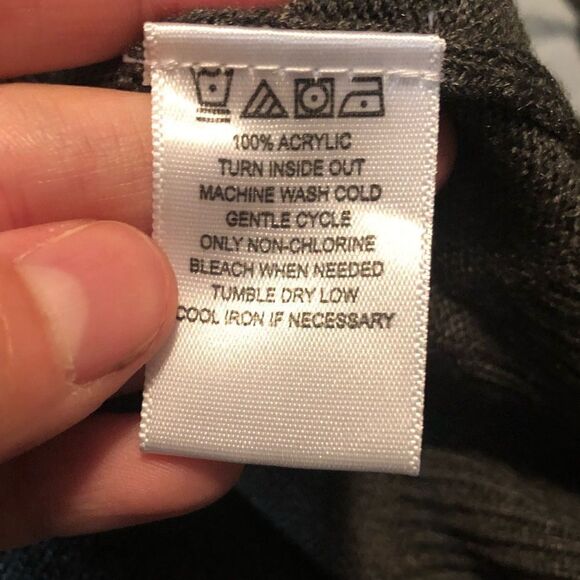 100% ACRYLIC
TURN INSIDE OUT
MACHINE WASH COLD
GENTLE CYCLE
ONLY NON-CHLORINE
BLEACH WHEN NEEDED
TUMBLE DRY LOW
COOL IRON IF NECESSARY